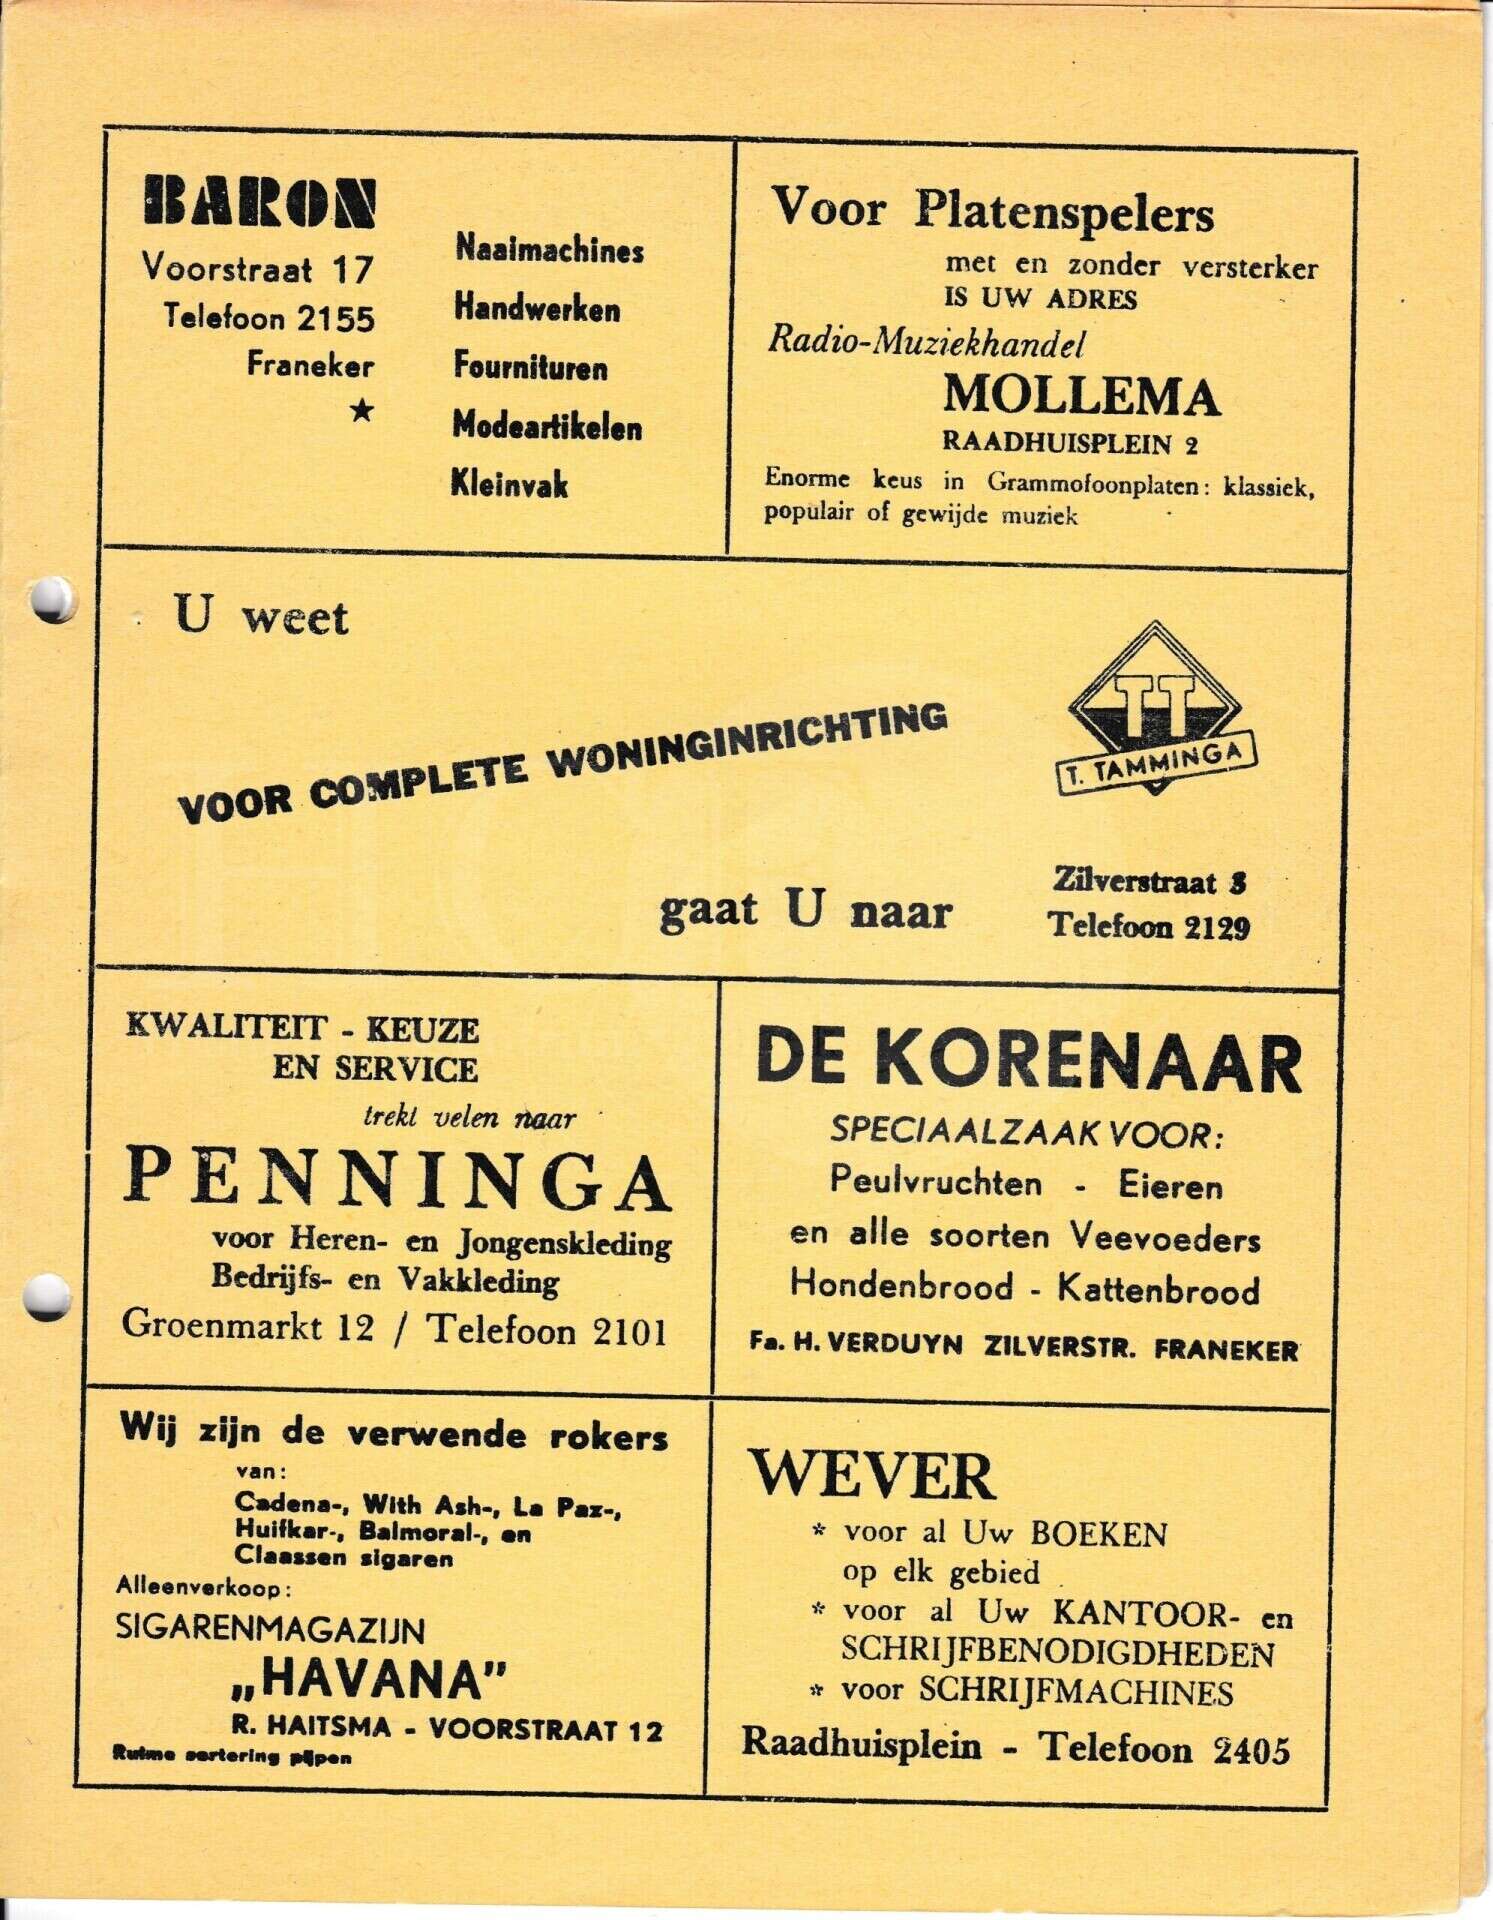 BARON
Voorstraat 17
Telefoon 2155
Franeker
★
Naaimachines
Handwerken
Fournituren
Modeartikelen
Kleinvak
Voor Platenspelers
met en zonder versterker
IS UW ADRES
Radio-Muziekhandel
MOLLEMA
RAADHUISPLEIN 2
Enorme keus in Grammofoonplaten: klassiek,
populair of gewijde muziek
U weet
VOOR COMPLETE WONINGINRICHTING
gaat U naar
TT
T. TAMMINGA
Zilverstraat 3
Telefoon 2129
KWALITEIT - KEUZE
EN SERVICE
trekt velen naar
PENNINGA
voor Heren- en Jongenskleding
Bedrijfs- en Vakkleding
Groenmarkt 12 / Telefoon 2101
DE KORENAAR
SPECIAALZAAK VOOR:
Peulvruchten - Eieren
en alle soorten Veevoeders
Hondenbrood - Kattenbrood
Fa. H. VERDUYN ZILVERSTR. FRANEKER
Wij zijn de verwende rokers
van:
Cadena-, With Ash-, La Paz-,
Huifkar-, Balmoral-, en
Claassen sigaren
Alleenverkoop:
SIGARENMAGAZIJN
„HAVANA”
R. HAITSMA - VOORSTRAAT 12
Ruime sortering pijpen
WEVER
* voor al Uw BOEKEN
op elk gebied
* voor al Uw KANTOOR- en
SCHRIJFBENODIGDHEDEN
* voor SCHRIJFMACHINES
Raadhuisplein - Telefoon 2405